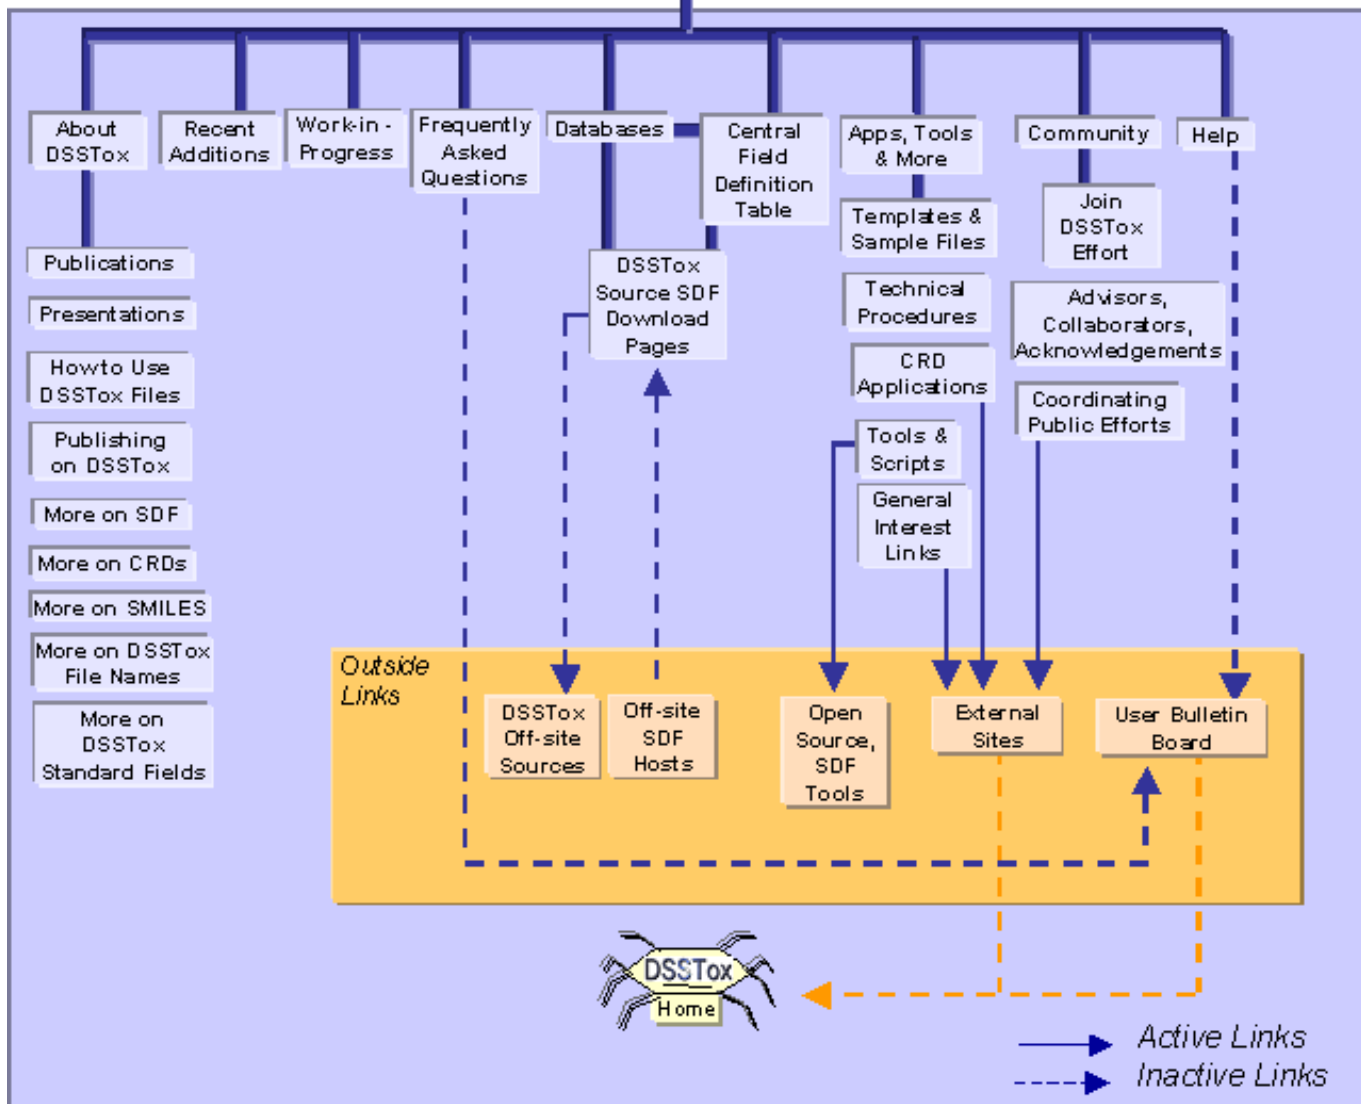 About
DSSTox
Recent
Additions
Work-in -
Progress
Frequently
Asked
Questions
Databases
Central
Field
Definition
Table
Apps, Tools
& More
Community
Help
Publications
Presentations
How to Use
DSSTox Files
Publishing
on DSSTox
More on SDF
More on CRDs
More on SMILES
More on DSSTox
File Names
More on
DSSTox
Standard Fields
DSSTox
Source SDF
Download
Pages
Templates &
Sample Files
Technical
Procedures
CRD
Applications
Tools &
Scripts
General
Interest
Links
Join
DSSTox
Effort
Advisors,
Collaborators,
Acknowledgements
Coordinating
Public Efforts
Outside
Links
DSSTox
Off-site
Sources
Off-site
SDF
Hosts
Open
Source,
SDF
Tools
External
Sites
User Bulletin
Board
DSSTox
Home
Active Links
Inactive Links